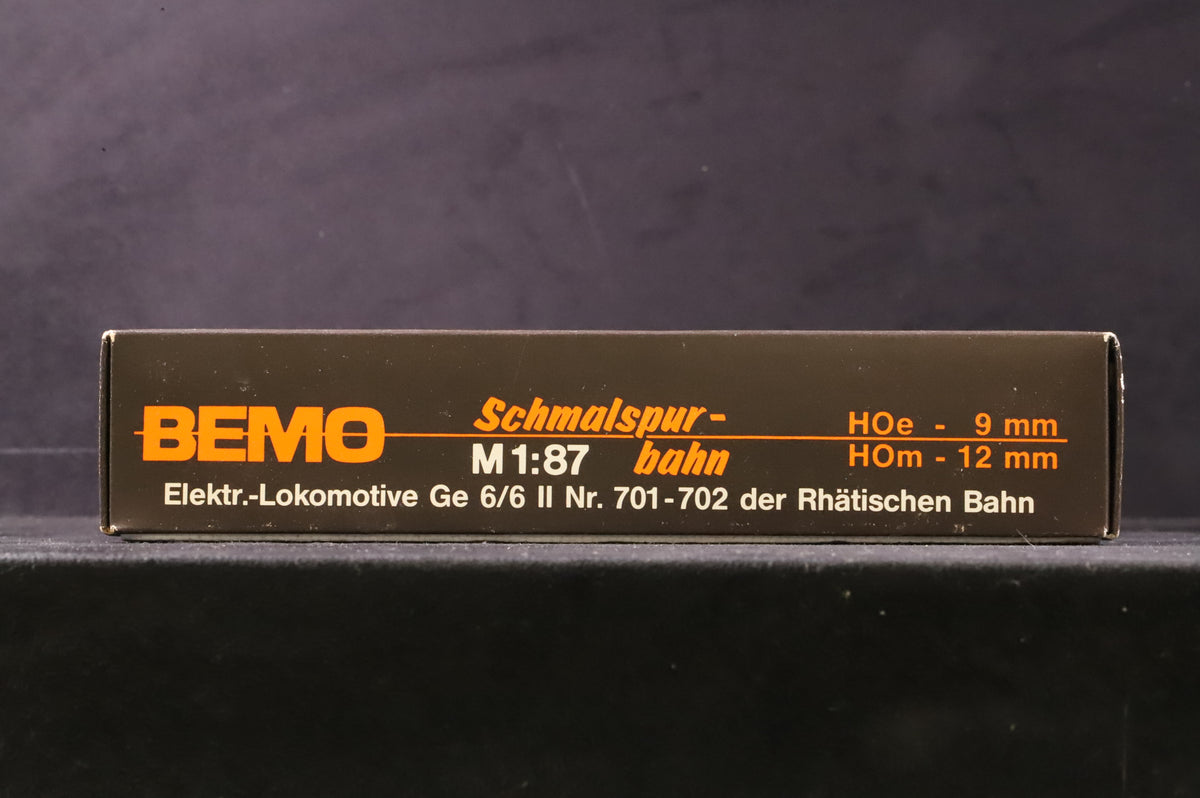 BEMO
Schmalspur-
bahn
M 1:87
HOe - 9 mm
HOm - 12 mm
Elektr.-Lokomotive Ge 6/6 II Nr. 701-702 der Rhätischen Bahn